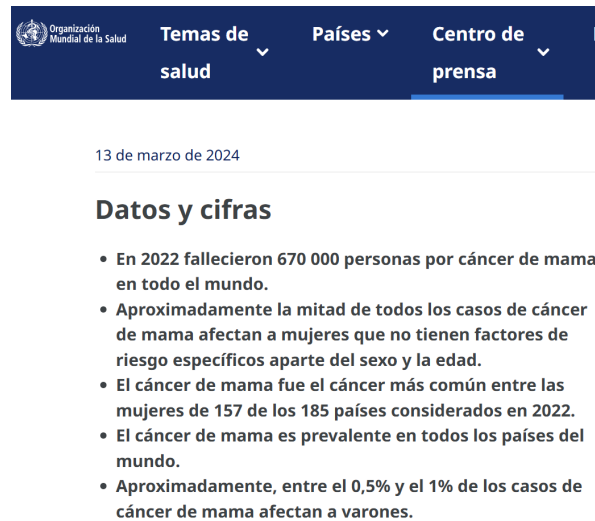 Organización
Mundial de la Salud
Temas de
salud
Países
Centro de
prensa
13 de marzo de 2024
Datos y cifras
• En 2022 fallecieron 670 000 personas por cáncer de mama
en todo el mundo.
• Aproximadamente la mitad de todos los casos de cáncer
de mama afectan a mujeres que no tienen factores de
riesgo específicos aparte del sexo y la edad.
• El cáncer de mama fue el cáncer más común entre las
mujeres de 157 de los 185 países considerados en 2022.
• El cáncer de mama es prevalente en todos los países del
mundo.
• Aproximadamente, entre el 0,5% y el 1% de los casos de
cáncer de mama afectan a varones.